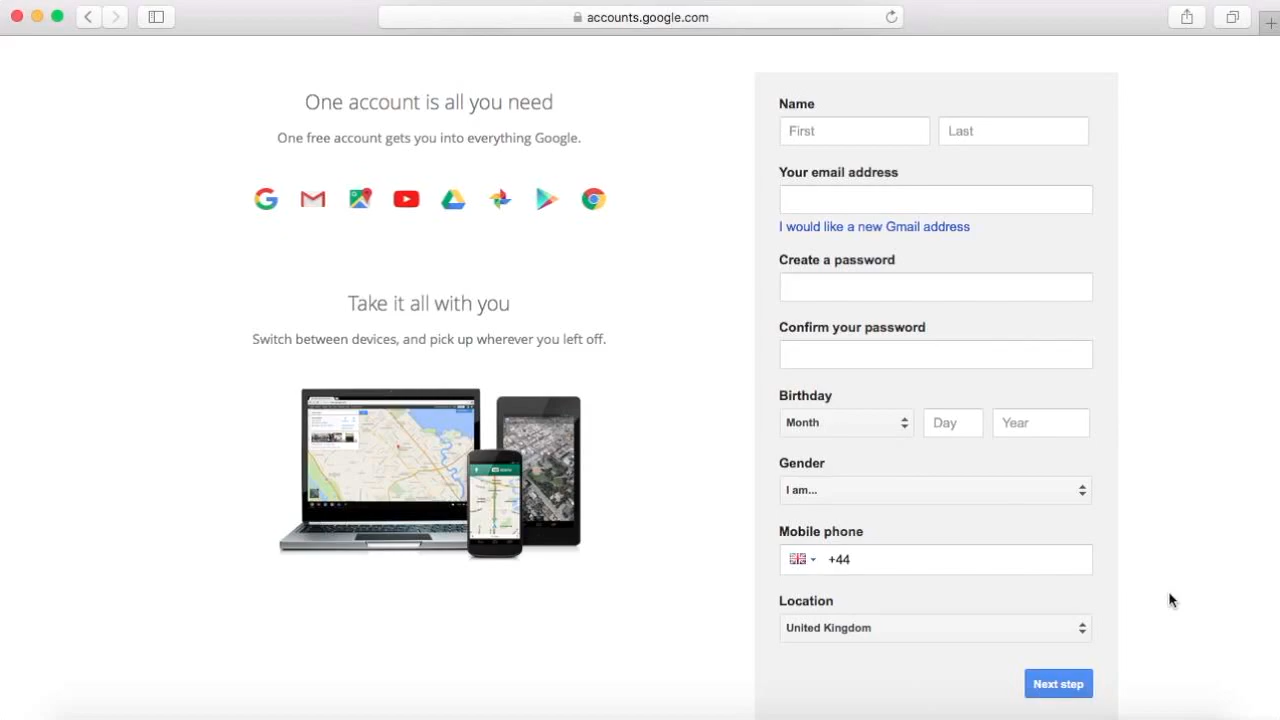 accounts.google.com
One account is all you need
One free account gets you into everything Google.
Take it all with you
Switch between devices, and pick up wherever you left off.
Name
First Last
Your email address
I would like a new Gmail address
Create a password
Confirm your password
Birthday
Month Day Year
Gender
I am...
Mobile phone
+44
Location
United Kingdom
Next step